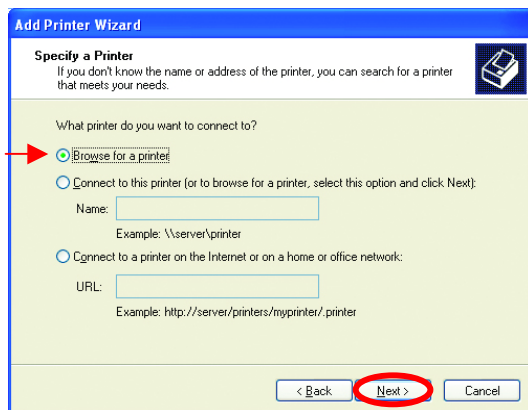 Add Printer Wizard
Specify a Printer
If you don't know the name or address of the printer, you can search for a printer
that meets your needs.
What printer do you want to connect to?
Browse for a printer
Connect to this printer (or to browse for a printer, select this option and click Next):
Name:
Example: \\server\printer
Connect to a printer on the Internet or on a home or office network:
URL:
Example: http://server/printers/myprinter/.printer
< Back Next > Cancel